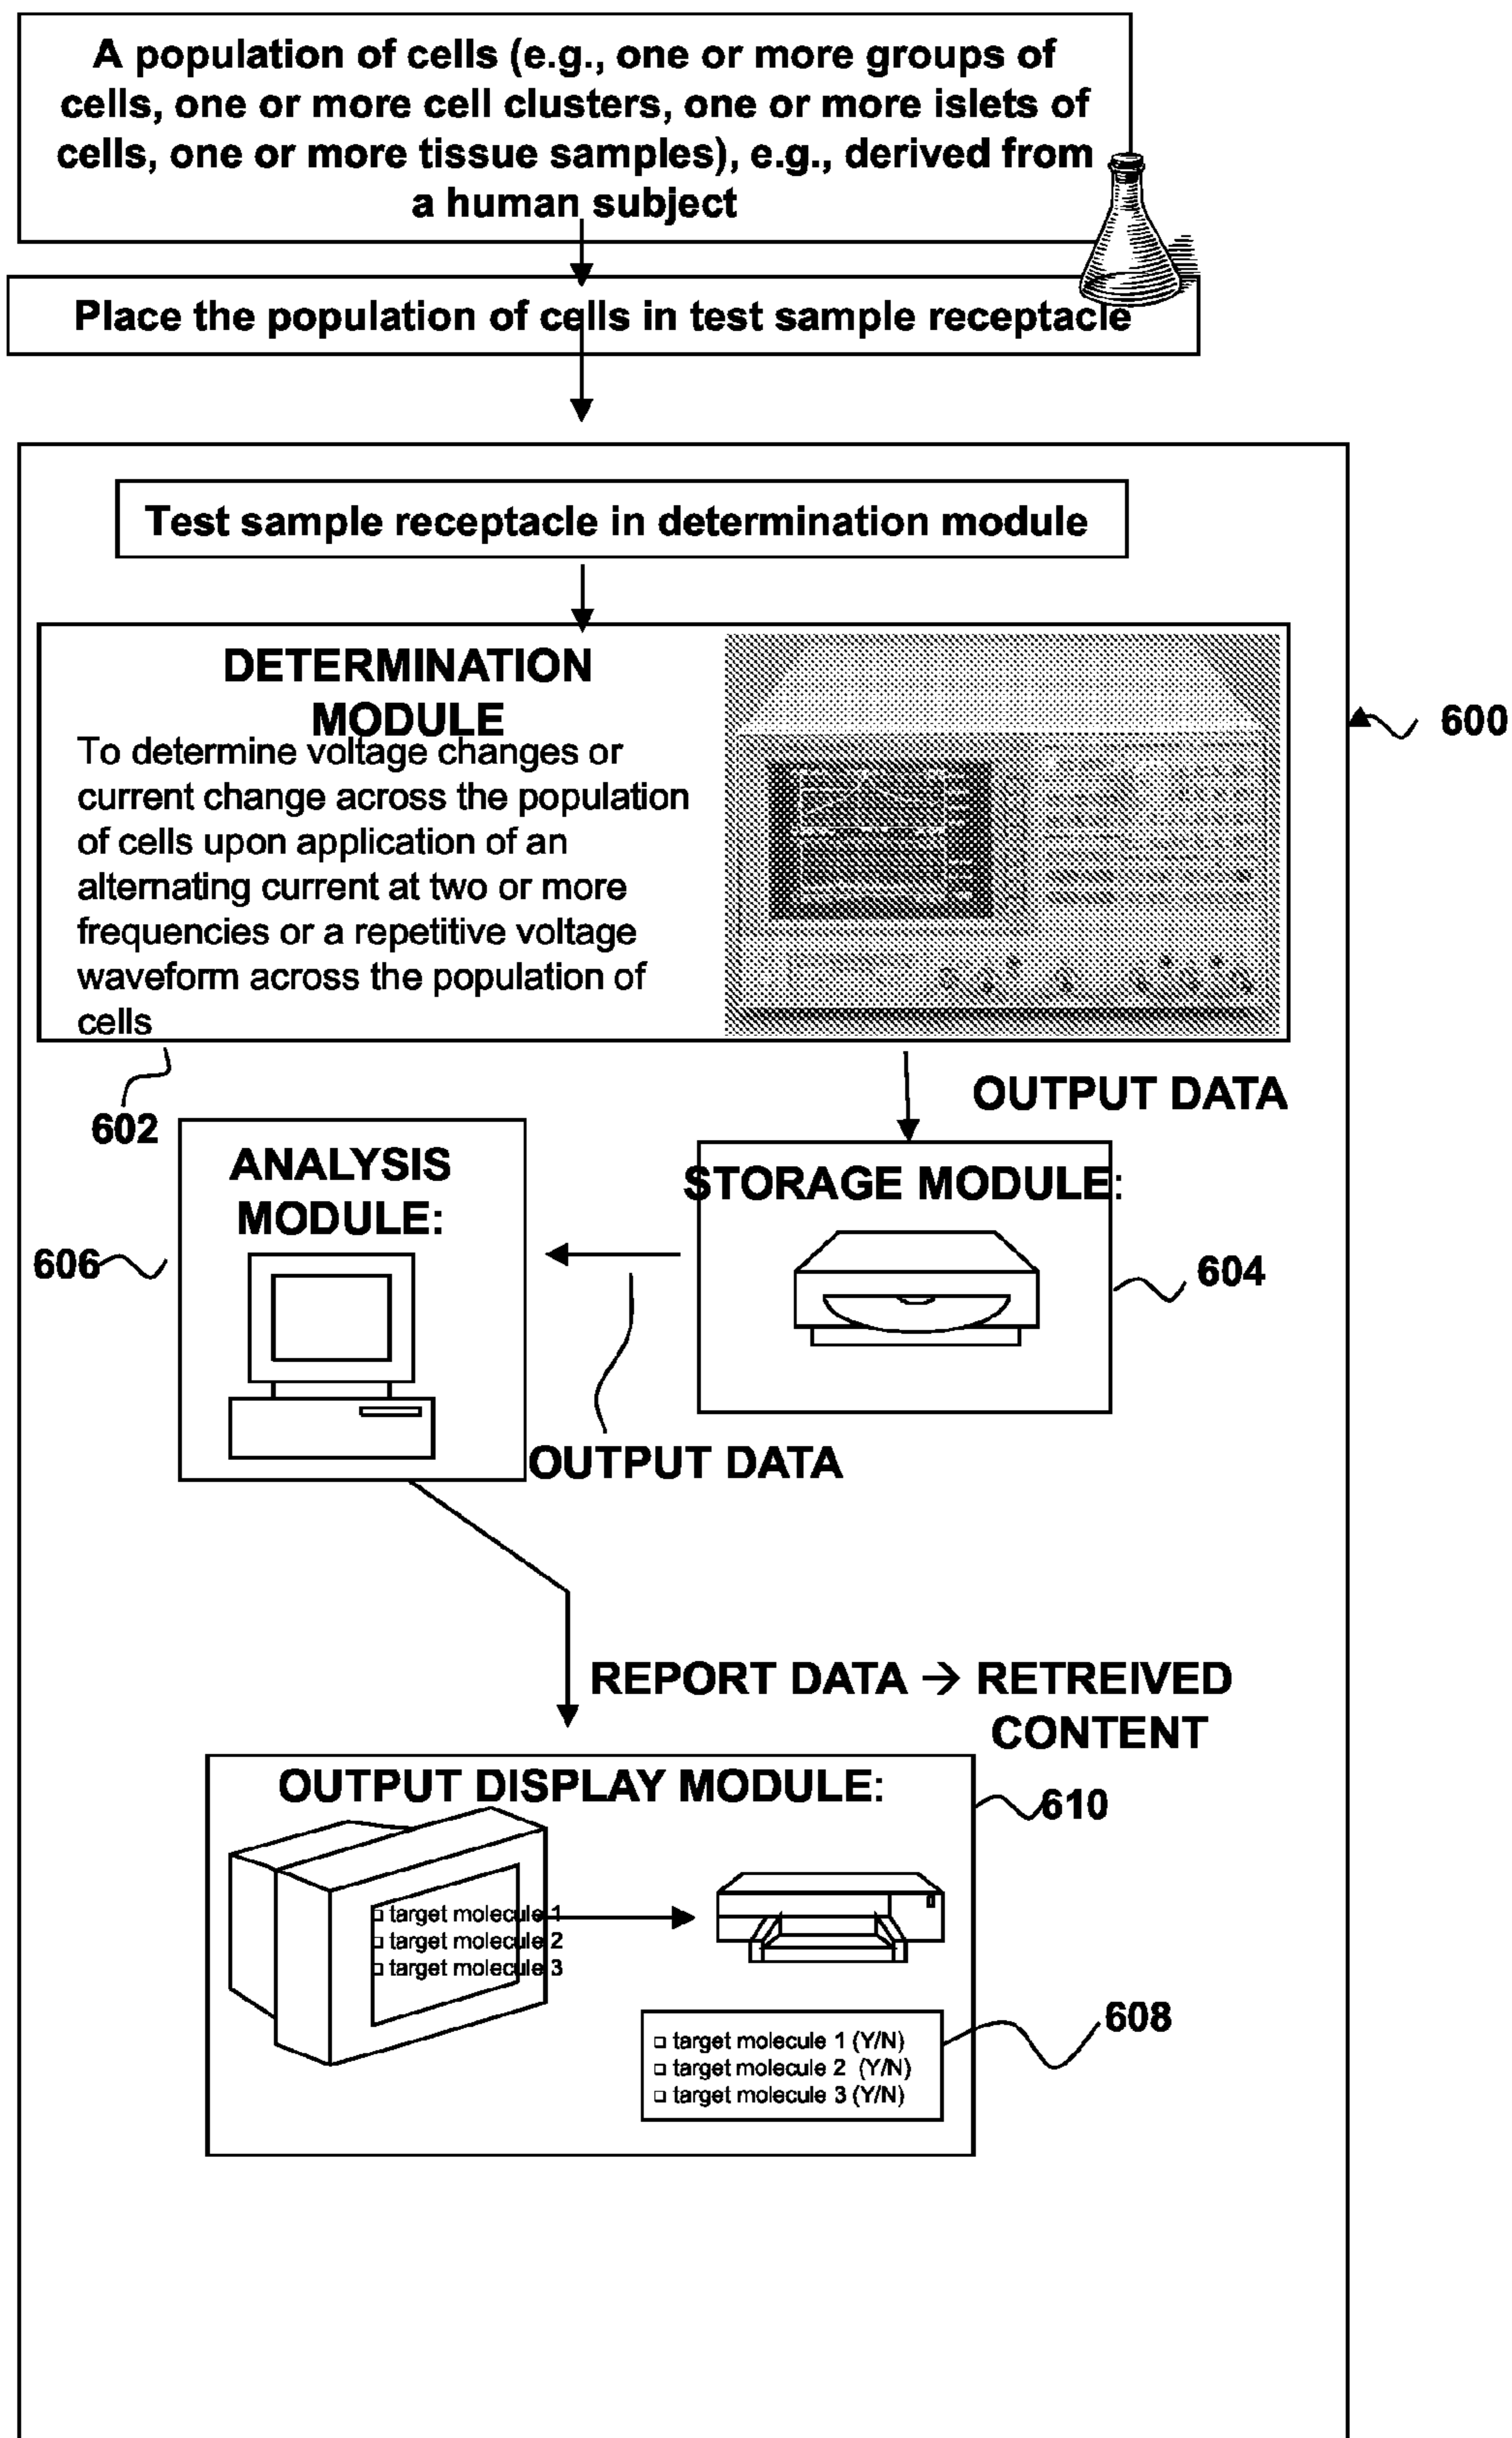 A population of cells (e.g., one or more groups of
cells, one or more cell clusters, one or more islets of
cells, one or more tissue samples), e.g., derived from
a human subject
Place the population of cells in test sample receptacle
Test sample receptacle in determination module
DETERMINATION
MODULE
To determine voltage changes or
current change across the population
of cells upon application of an
alternating current at two or more
frequencies or a repetitive voltage
waveform across the population of
cells
600
602
OUTPUT DATA
ANALYSIS
MODULE:
STORAGE MODULE:
606
604
OUTPUT DATA
REPORT DATA → RETREIVED
CONTENT
OUTPUT DISPLAY MODULE:
610
target molecule 1
target molecule 2
target molecule 3
608
target molecule 1 (Y/N)
target molecule 2 (Y/N)
target molecule 3 (Y/N)